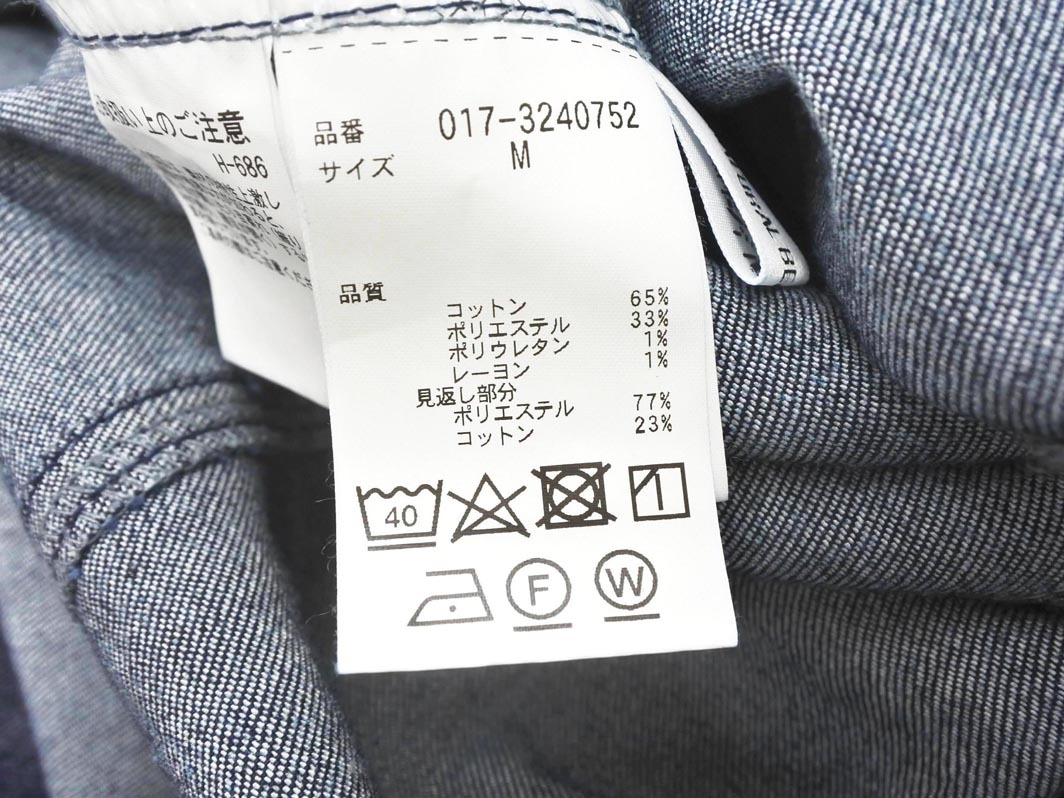 い上のご注意
H-686
品番 017-3240752
サイズ M
品質
コットン 65%
ポリエステル 33%
ポリウレタン 1%
レーヨン 1%
見返し部分
ポリエステル 77%
コットン 23%
40
F W